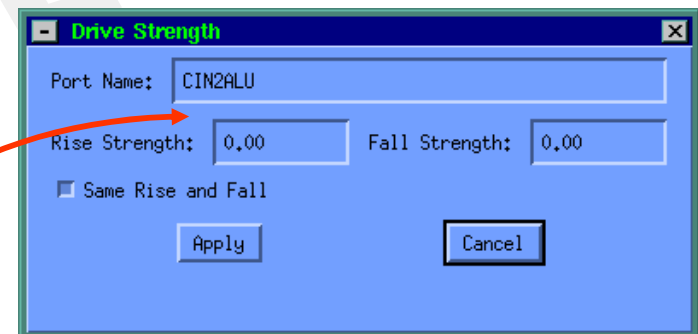 Drive Strength
Port Name: CIN2ALU
Rise Strength: 0.00 Fall Strength: 0.00
Same Rise and Fall
Apply Cancel